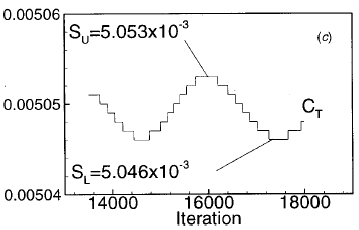 0.00506
S_U=5.053x10^-3
(c)
0.00505
C_T
S_L=5.046x10^-3
0.00504
14000 16000 18000
Iteration